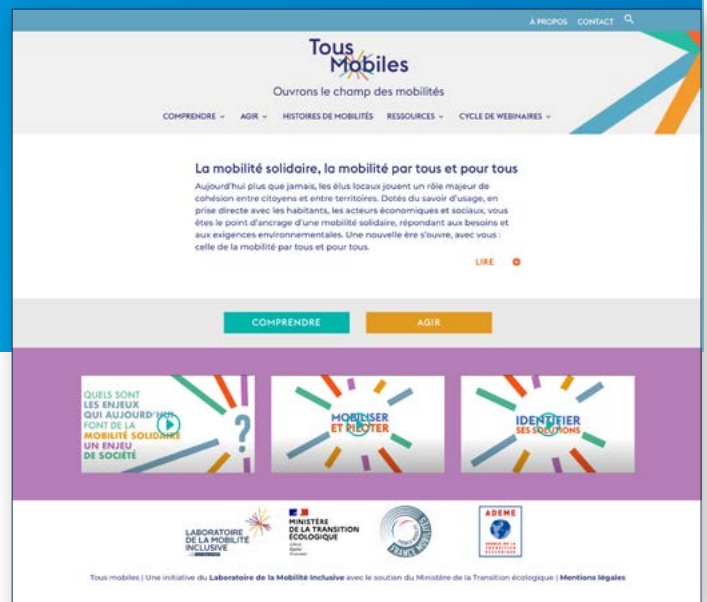 À PROPOS CONTACT
Tous
Mobiles
Ouvrons le champ des mobilités
COMPRENDRE AGIR HISTOIRES DE MOBILITÉS RESSOURCES CYCLE DE WEBINAIRES
La mobilité solidaire, la mobilité par tous et pour tous
Aujourd'hui plus que jamais, les élus locaux jouent un rôle majeur de
cohésion entre citoyens et entre territoires. Dotés du savoir d'usage, en
prise directe avec les habitants, les acteurs économiques et sociaux, vous
êtes le point d'ancrage d'une mobilité solidaire, répondant aux besoins et
aux exigences environnementales. Une nouvelle ère s'ouvre, avec vous :
celle de la mobilité par tous et pour tous.
LIRE
COMPRENDRE AGIR
QUELS SONT
LES ENJEUX
QUI AUJOURD'HUI
FONT DE LA
MOBILITÉ SOLIDAIRE
UN ENJEU
DE SOCIÉTÉ
?
MOBILISER
ET PILOTER
IDENTIFIER
SES SOLUTIONS
LABORATOIRE
DE LA MOBILITÉ
INCLUSIVE
MINISTÈRE
DE LA TRANSITION
ÉCOLOGIQUE
FRANCE MOBILITÉS
ADEME
AGENCE DE LA
TRANSITION
ÉCOLOGIQUE
Tous mobiles | Une initiative du Laboratoire de la Mobilité Inclusive avec le soutien du Ministère de la Transition écologique | Mentions légales